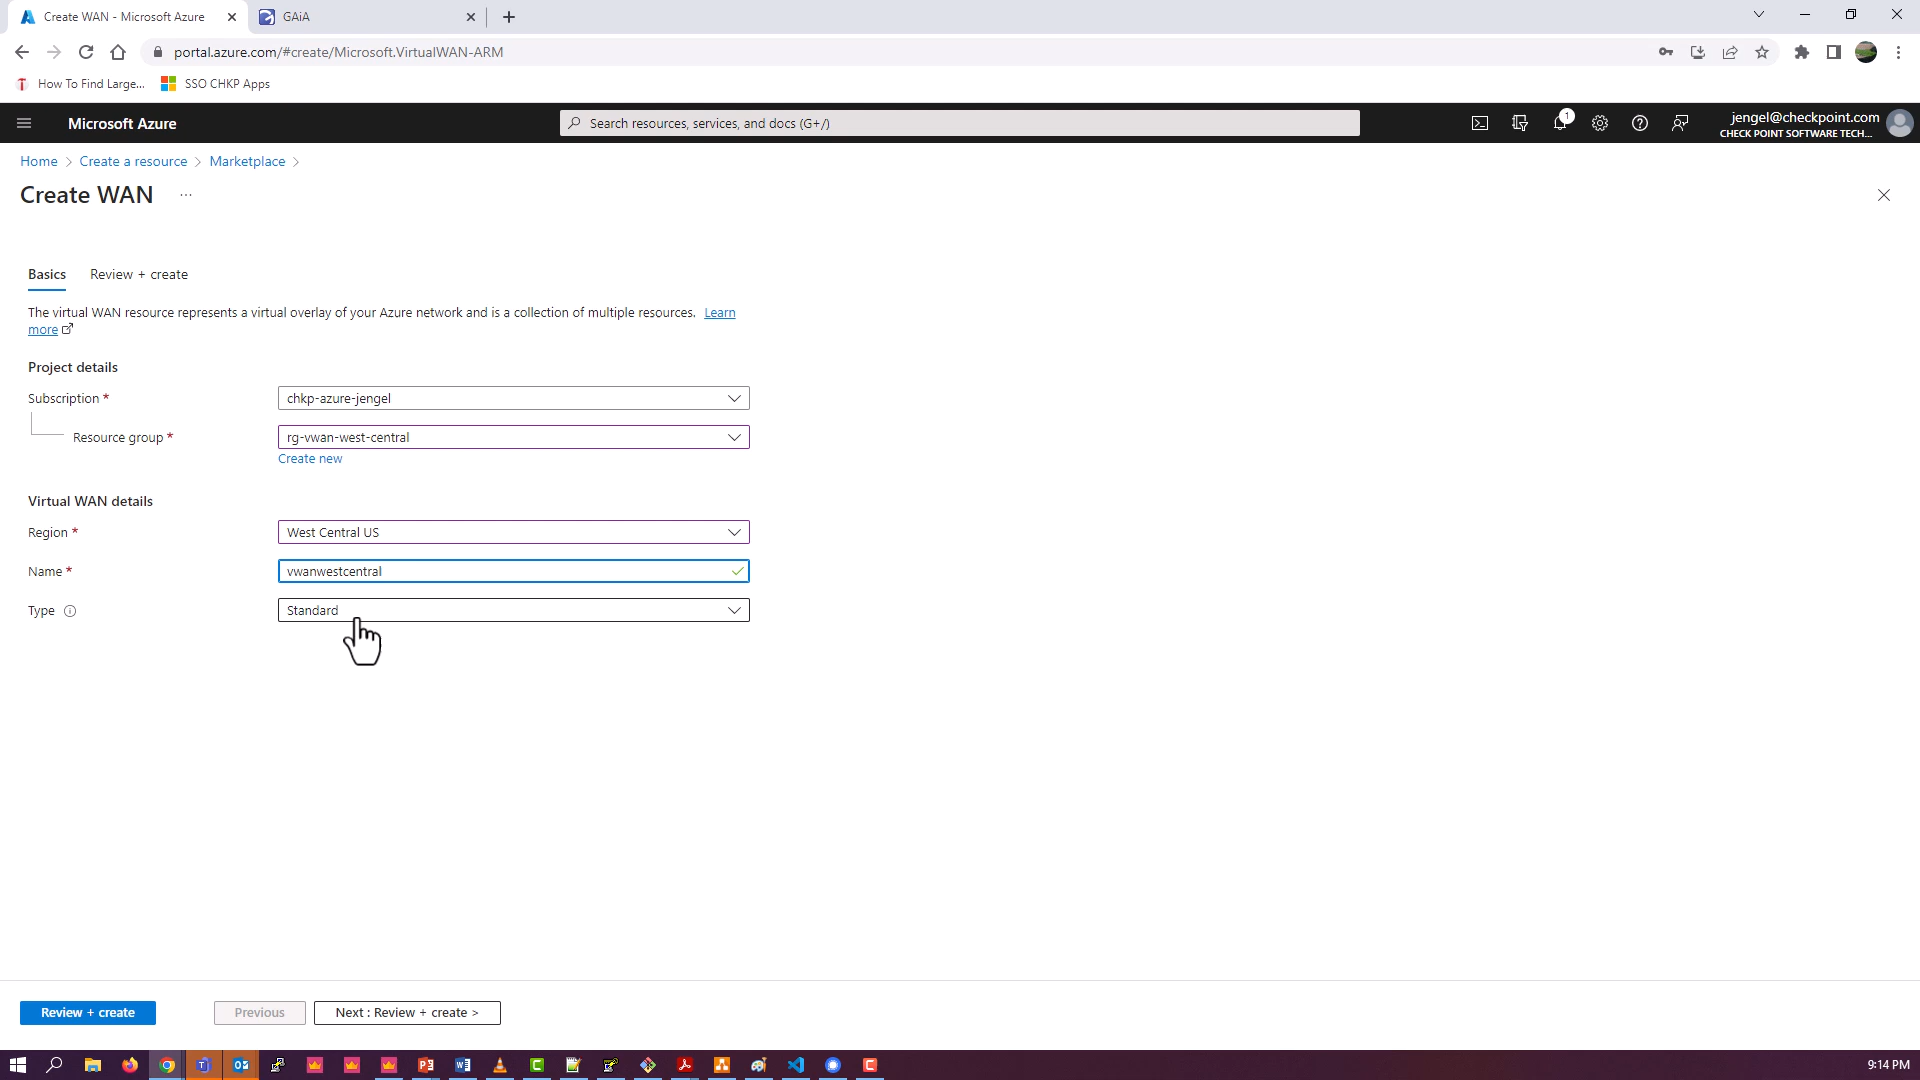 Create WAN - Microsoft Azure
GAiA
portal.azure.com/#create/Microsoft.VirtualWAN-ARM
How To Find Large...
SSO CHKP Apps
Microsoft Azure
Search resources, services, and docs (G+/)
1
jengel@checkpoint.com
CHECK POINT SOFTWARE TECH...
Home > Create a resource > Marketplace >
Create WAN ...
Basics
Review + create
The virtual WAN resource represents a virtual overlay of your Azure network and is a collection of multiple resources. Learn
more
Project details
Subscription *
chkp-azure-jengel
Resource group *
rg-vwan-west-central
Create new
Virtual WAN details
Region *
West Central US
Name *
vwanwestcentral
Type
Standard
Review + create
Previous
Next : Review + create >
9:14 PM